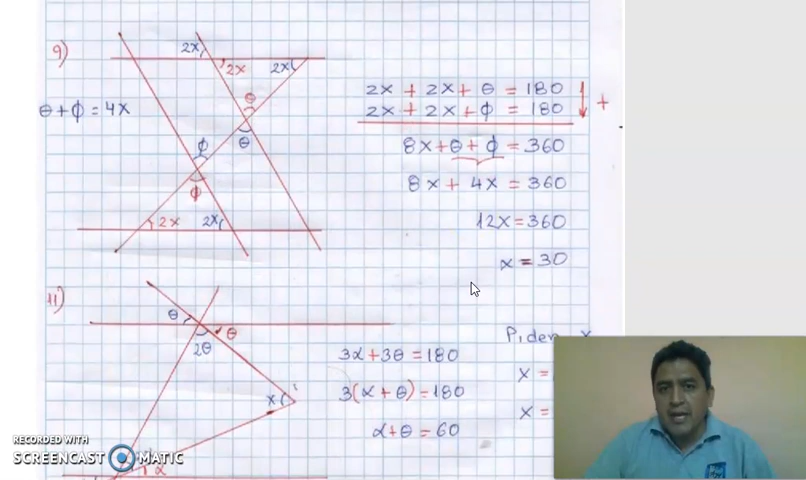 9)
2x
2x
2x
θ
θ + φ = 4x
θ
φ
φ
2x
2x
2x + 2x + θ = 180
2x + 2x + φ = 180
+
8x + θ + φ = 360
8x + 4x = 360
12x = 360
x = 30
11)
θ
θ
2θ
x
α
3α + 3θ = 180
3(α + θ) = 180
α + θ = 60
Piden x
x =
x =
RECORDED WITH
SCREENCAST MATIC